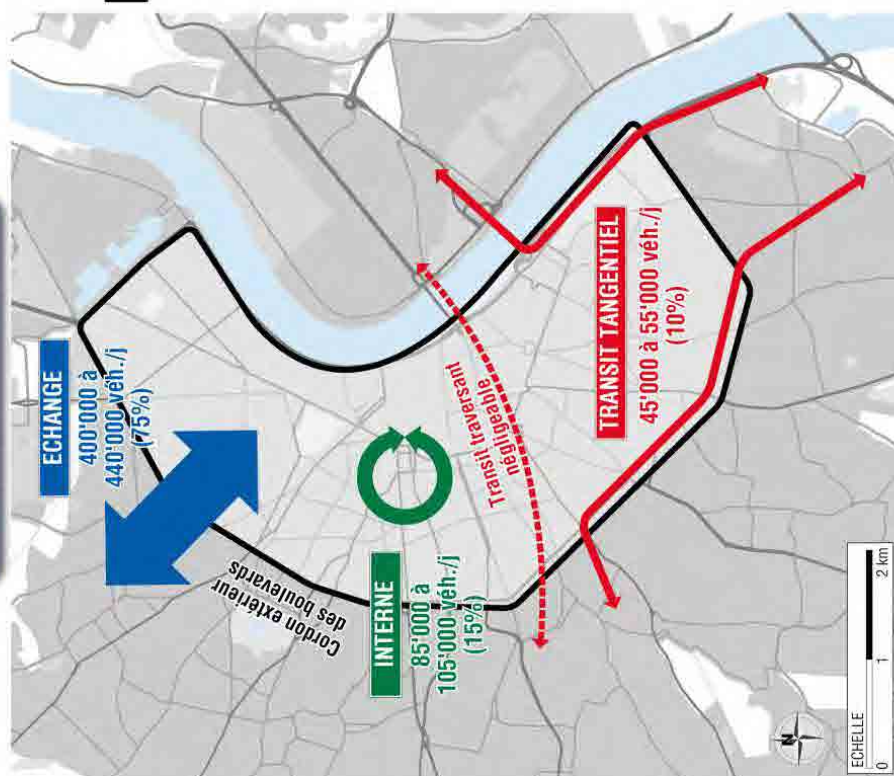 ECHANGE
400'000 à
440'000 véh./j
(75%)
Cordon extérieur
des boulevards
INTERNE
85'000 à
105'000 véh./j
(15%)
Transit traversant
négligeable
TRANSIT TANGENTIEL
45'000 à 55'000 véh./j
(10%)
N
ECHELLE
0 1 2 km